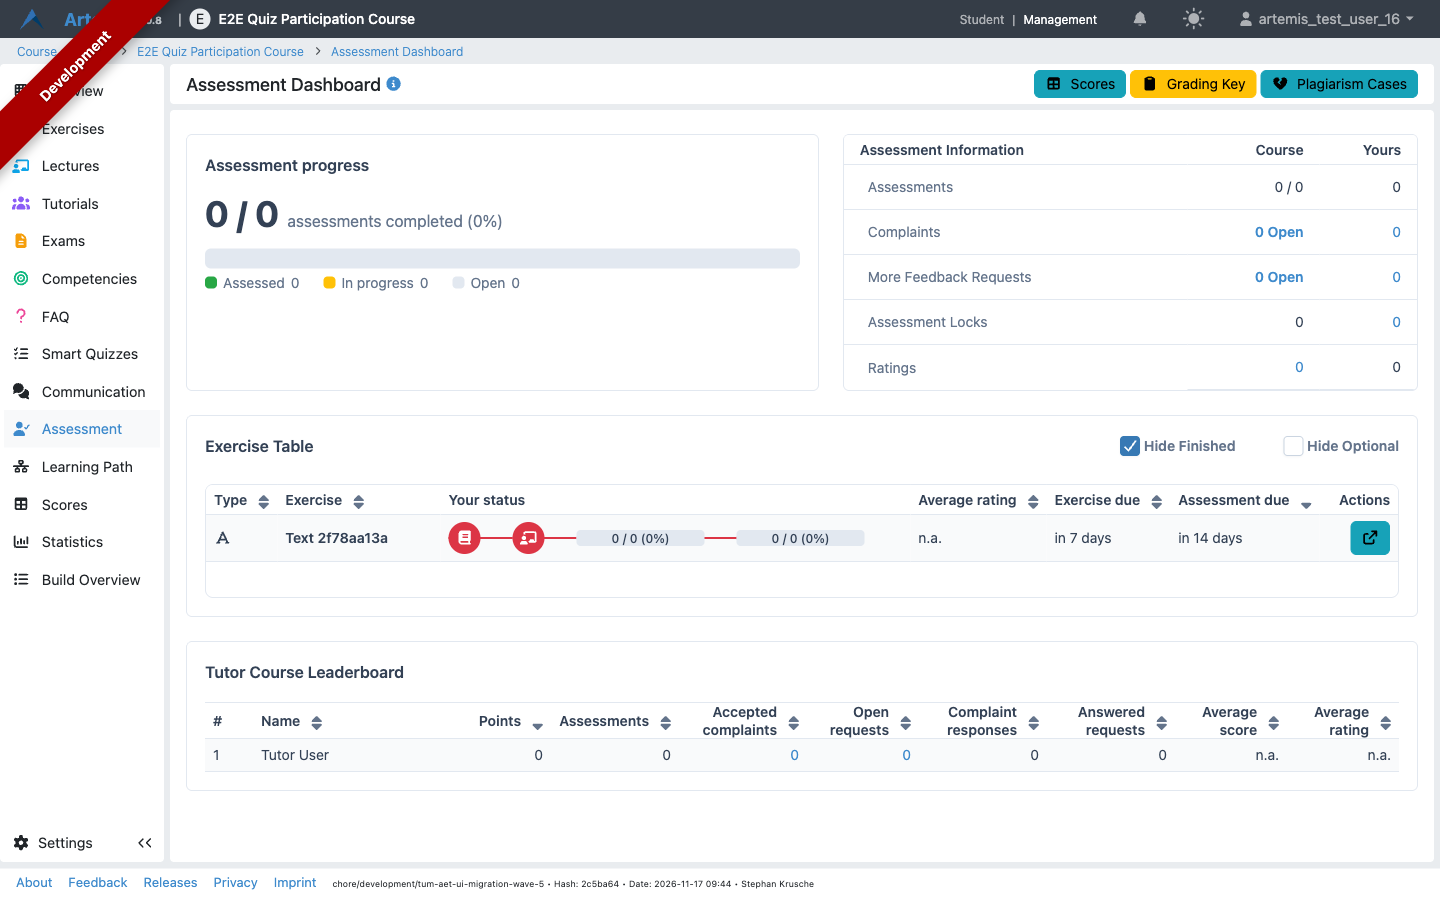 E E2E Quiz Participation Course
Student | Management
artemis_test_user_16
Course
E2E Quiz Participation Course
Assessment Dashboard
Development
Exercises
Lectures
Tutorials
Exams
Competencies
FAQ
Smart Quizzes
Communication
Assessment
Learning Path
Scores
Statistics
Build Overview
Settings
Assessment Dashboard
Scores
Grading Key
Plagiarism Cases
Assessment progress
0 / 0 assessments completed (0%)
Assessed 0 In progress 0 Open 0
Assessment Information Course Yours
Assessments 0 / 0 0
Complaints 0 Open 0
More Feedback Requests 0 Open 0
Assessment Locks 0 0
Ratings 0 0
Exercise Table
Hide Finished
Hide Optional
Type Exercise Your status Average rating Exercise due Assessment due Actions
Text 2f78aa13a 0 / 0 (0%) 0 / 0 (0%) n.a. in 7 days in 14 days
Tutor Course Leaderboard
# Name Points Assessments Accepted complaints Open requests Complaint responses Answered requests Average score Average rating
1 Tutor User 0 0 0 0 0 0 n.a. n.a.
About Feedback Releases Privacy Imprint chore/development/tum-aet-ui-migration-wave-5 • Hash: 2c5ba64 • Date: 2026-11-17 09:44 • Stephan Krusche